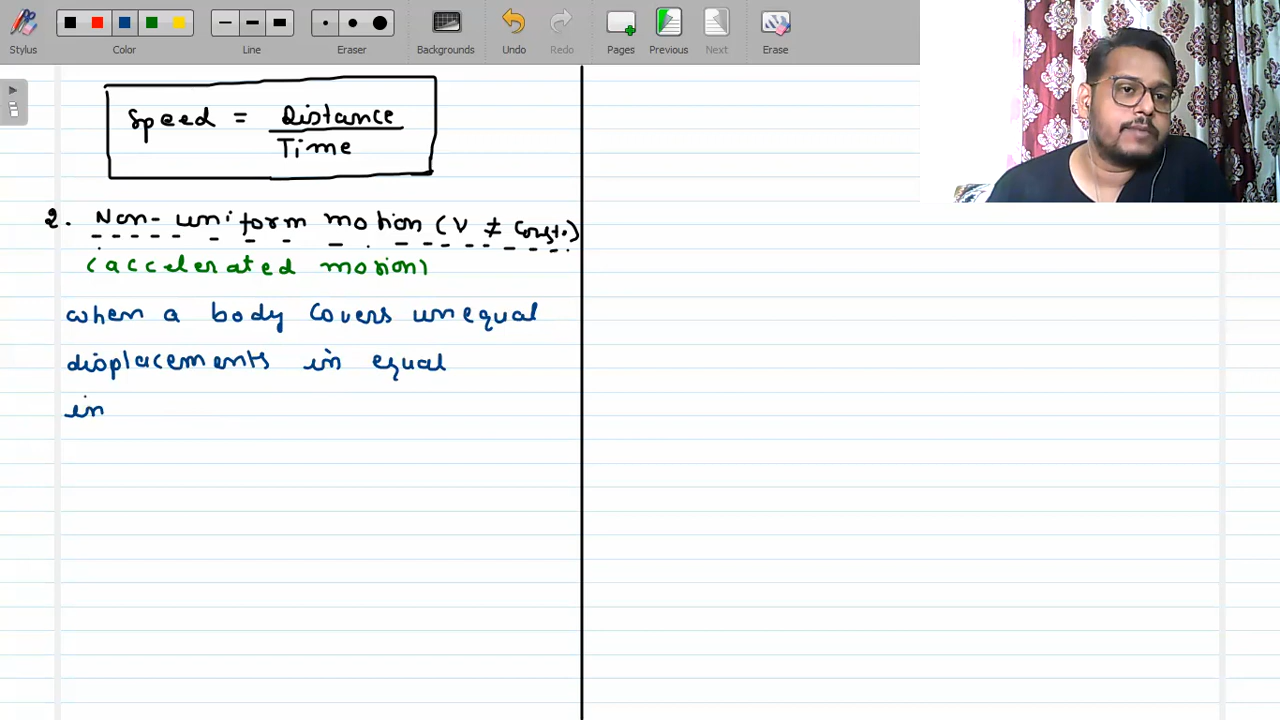 Stylus Color Line Eraser Backgrounds Undo Redo Pages Previous Next Erase
Speed = Distance
Time
2. Non-uniform motion (V ≠ Const.)
(accelerated motion)
when a body covers unequal
displacements in equal
in